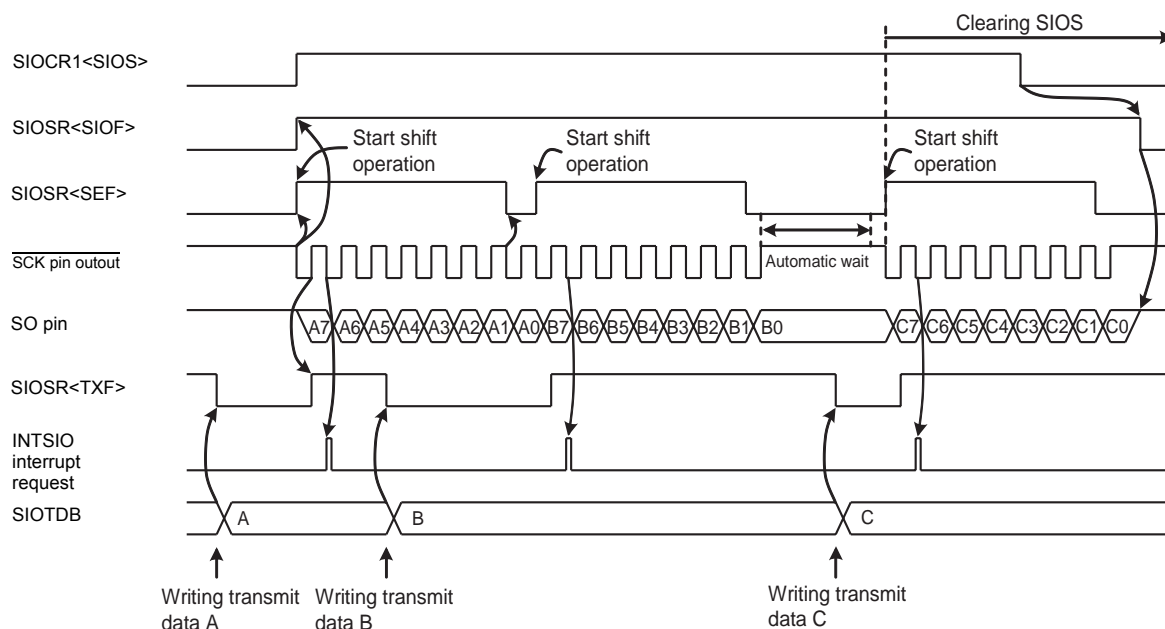 Clearing SIOS
SIOCR1<SIOS>
SIOSR<SIOF>
Start shift
operation
Start shift
operation
Start shift
operation
SIOSR<SEF>
SCK pin outout
Automatic wait
SO pin
A7 A6 A5 A4 A3 A2 A1 A0 B7 B6 B5 B4 B3 B2 B1 B0 C7 C6 C5 C4 C3 C2 C1 C0
SIOSR<TXF>
INTSIO
interrupt
request
SIOTDB
A B C
Writing transmit
data A
Writing transmit
data B
Writing transmit
data C